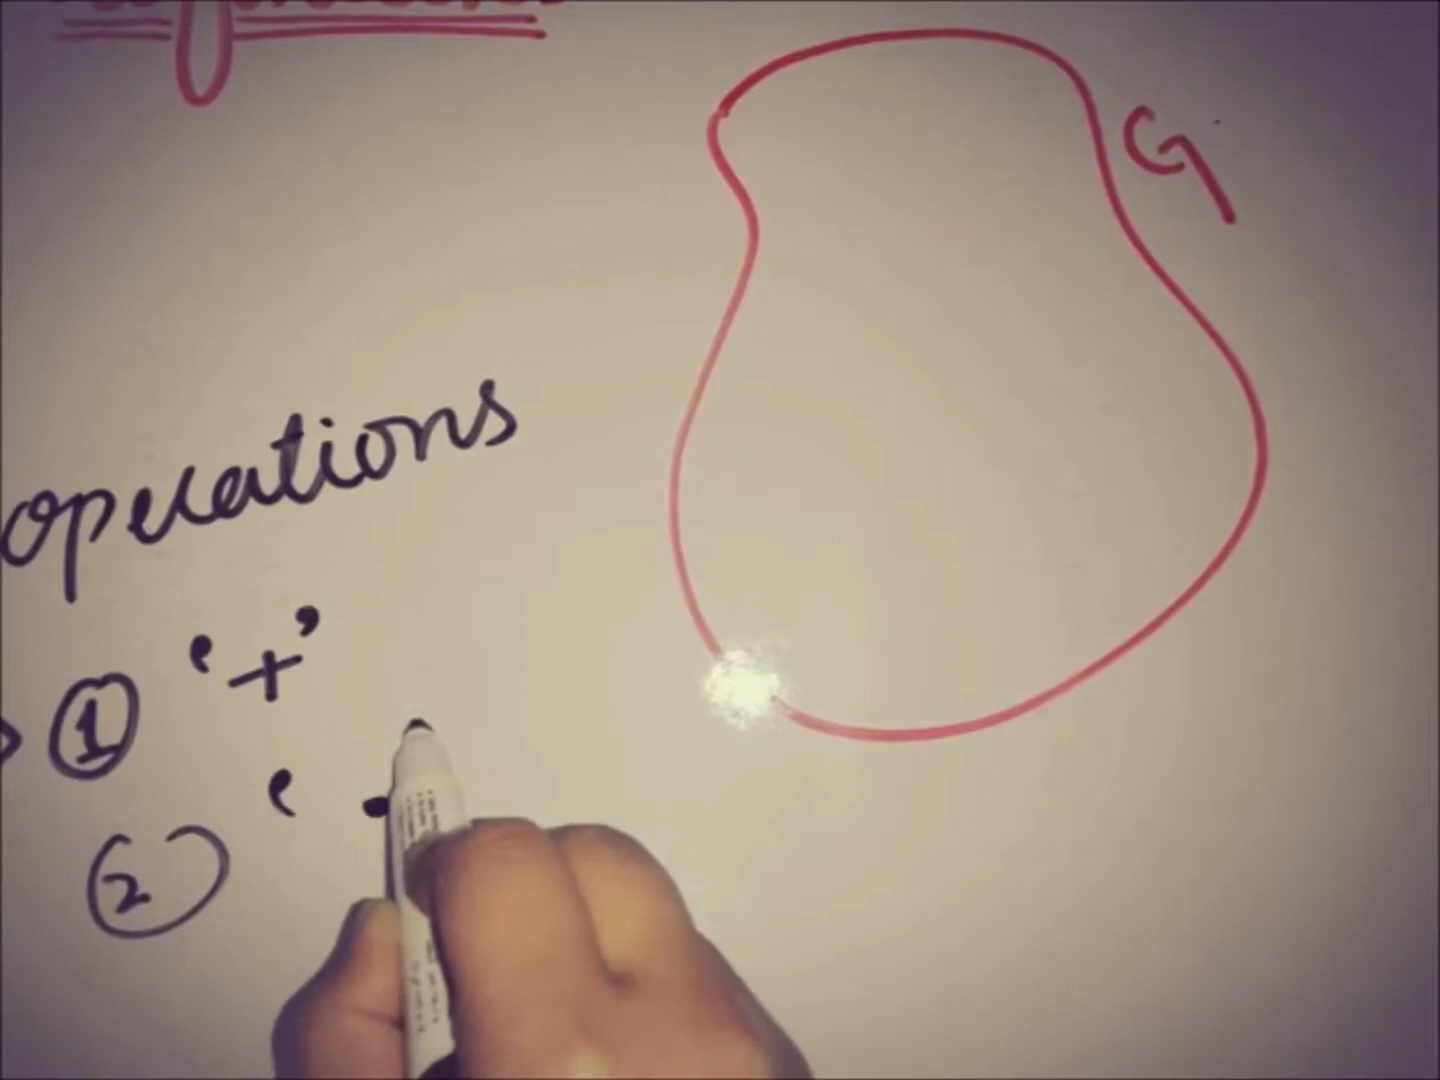 G
operations
① ‘+’
② ‘ •